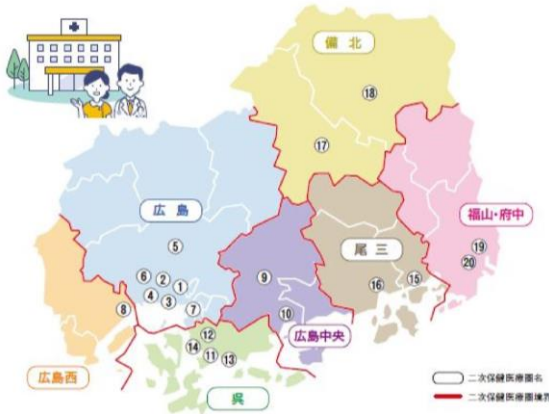 備北
⑱
⑰
広島
福山・府中
⑤
尾三
⑲
⑳
⑥
②
①
⑨
⑯
⑮
④
③
⑦
⑧
⑩
広島中央
⑫
⑭
⑪
⑬
広島西
呉
二次保健医療圏名
二次保健医療圏境界